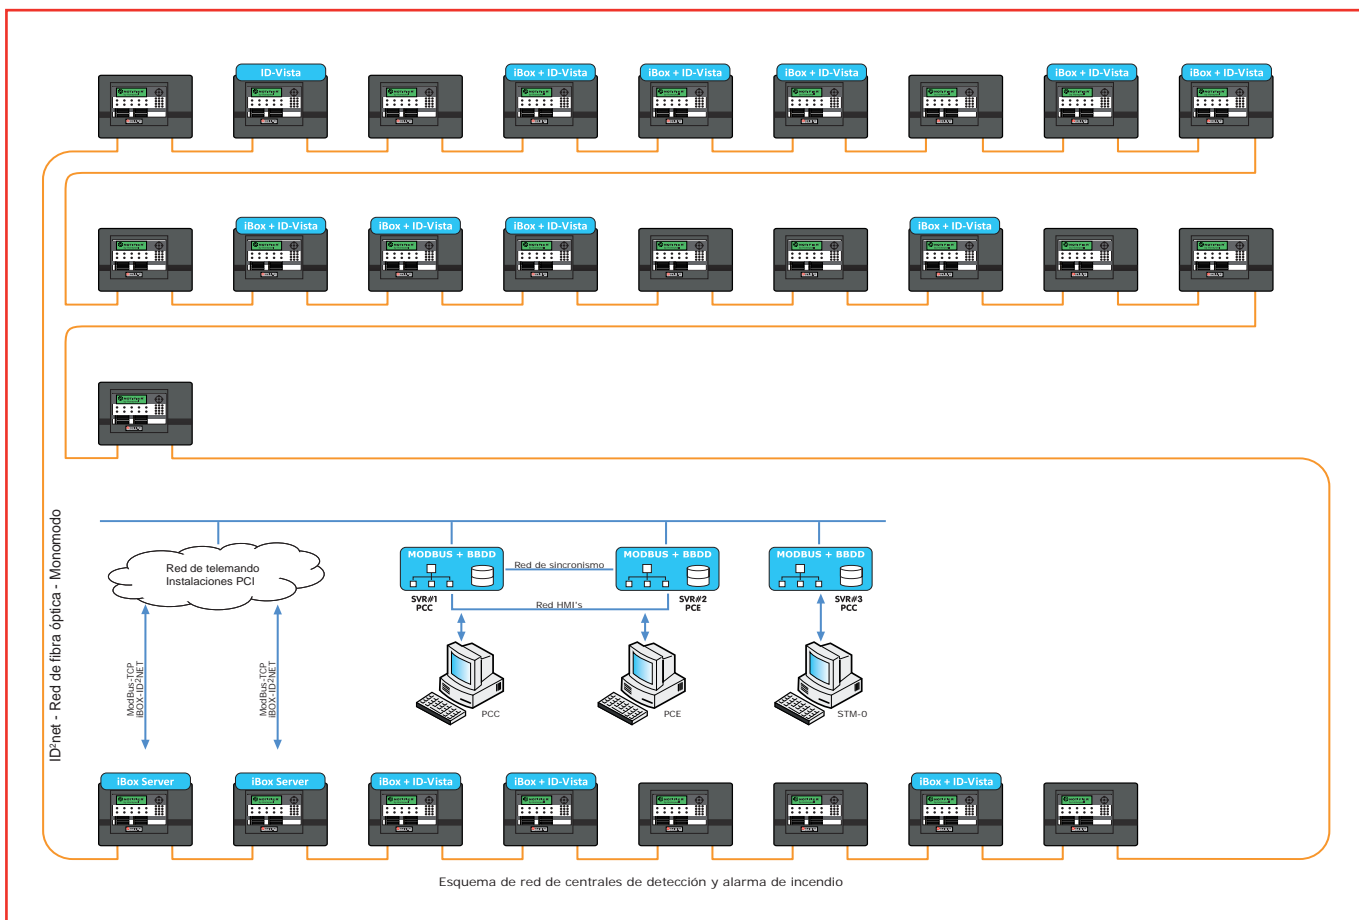 ID-Vista
iBox + ID-Vista
iBox + ID-Vista
iBox + ID-Vista
iBox + ID-Vista
iBox + ID-Vista
iBox + ID-Vista
iBox + ID-Vista
iBox + ID-Vista
iBox + ID-Vista
ID²net - Red de fibra óptica - Monomodo
Red de telemando
Instalaciones PCI
MODBUS + BBDD
Red de sincronismo
MODBUS + BBDD
MODBUS + BBDD
SVR#1
PCC
Red HMI's
SVR#2
PCE
SVR#3
PCC
ModBus-TCP
iBOX-ID²NET
ModBus-TCP
iBOX-ID²NET
PCC
PCE
STM-0
iBox Server
iBox Server
iBox + ID-Vista
iBox + ID-Vista
iBox + ID-Vista
Esquema de red de centrales de detección y alarma de incendio